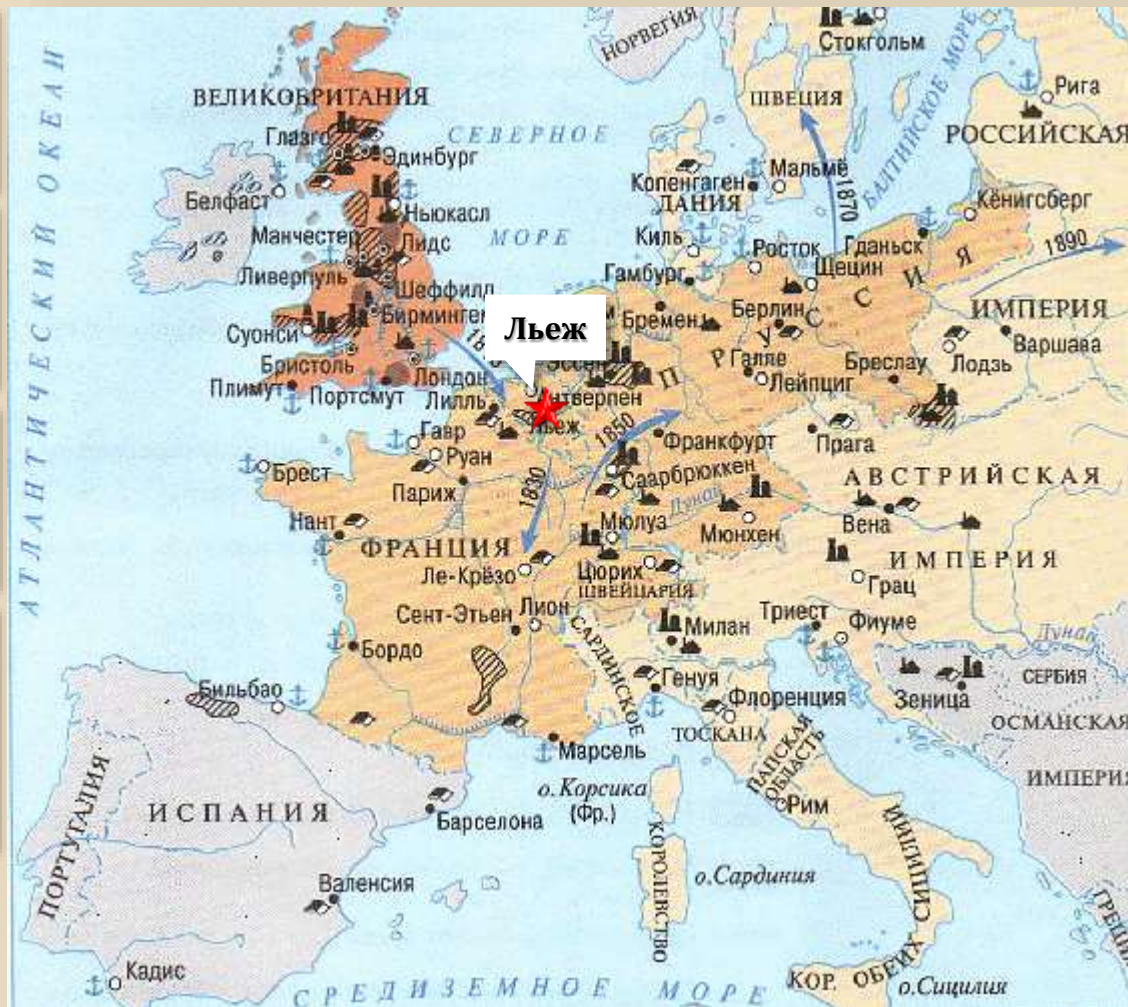 НОРВЕГИЯ
Стокгольм
ШВЕЦИЯ
БАЛТИЙСКОЕ МОРЕ
Рига
РОССИЙСКАЯ
АТЛАНТИЧЕСКИЙ ОКЕАН
ВЕЛИКОБРИТАНИЯ
СЕВЕРНОЕ
Глазго
Эдинбург
Белфаст
Ньюкасл
МОРЕ
Копенгаген
Мальмё
ДАНИЯ
1870
Кёнигсберг
1890
Манчестер
Лидс
Киль
Росток
Гданьск
Ливерпуль
Гамбург
Щецин
Шеффилд
Льеж
Берлин
ПРУССИЯ
ИМПЕРИЯ
Суонси
Бирмингем
Бремен
Варшава
Лодзь
Бристоль
Эссен
Галле
Бреслау
Плимут
Портсмут
Лондон
Лейпциг
Лилль
Антверпен
Льеж
1850
Гавр
Франкфурт
Прага
Руан
Брест
Саарбрюккен
АВСТРИЙСКАЯ
Париж
1830
Дунай
Нант
Мюлуз
Мюнхен
Вена
ФРАНЦИЯ
ИМПЕРИЯ
Ле-Крёзо
Цюрих
ШВЕЙЦАРИЯ
Грац
Сент-Этьен
Лион
Триест
Фиуме
Милан
Дунай
Бордо
САРДИНСКОЕ
Генуя
Флоренция
СЕРБИЯ
Бильбао
Зеница
ТОСКАНА
ОСМАНСКАЯ
Марсель
ПАПСКАЯ ОБЛАСТЬ
ИМПЕРИЯ
о.Корсика
(Фр.)
Рим
ПОРТУГАЛИЯ
ИСПАНИЯ
Барселона
КОРОЛЕВСТВО
о.Сардиния
Валенсия
КОР. ОБЕИХ СИЦИЛИЙ
Кадис
СРЕДИЗЕМНОЕ МОРЕ
о.Сицилия